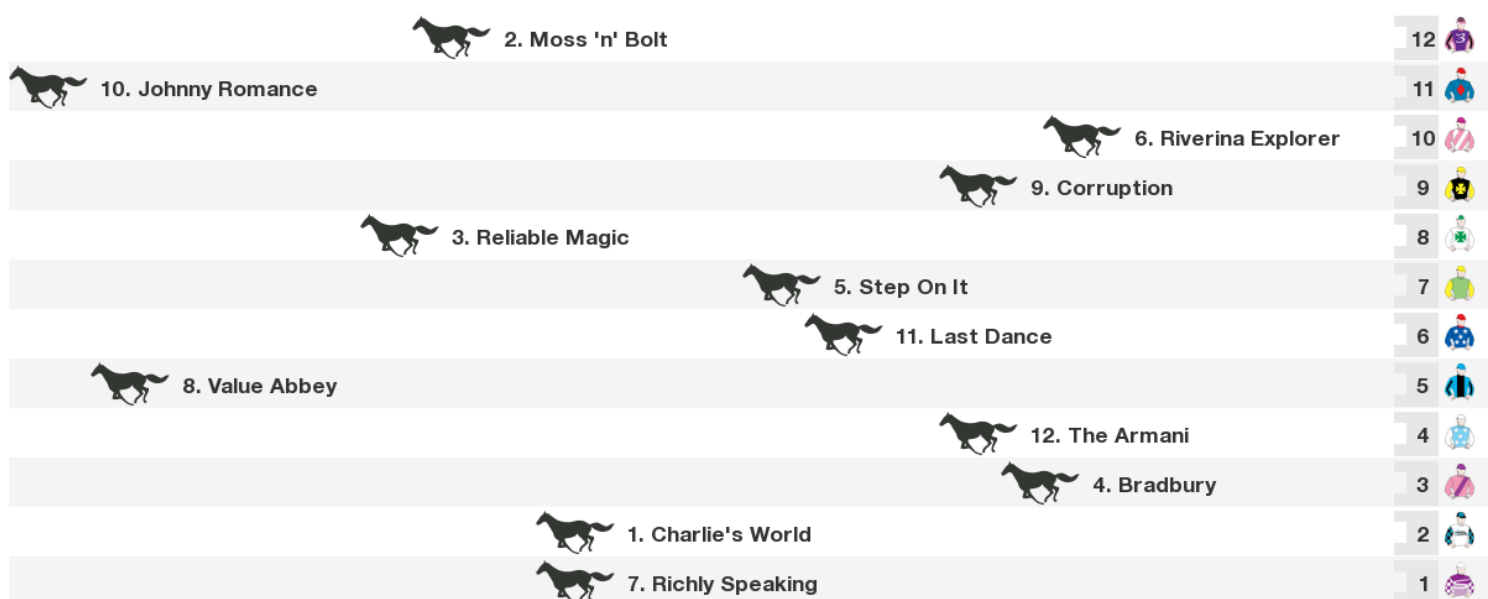 2. Moss 'n' Bolt 12
10. Johnny Romance 11
6. Riverina Explorer 10
9. Corruption 9
3. Reliable Magic 8
5. Step On It 7
11. Last Dance 6
8. Value Abbey 5
12. The Armani 4
4. Bradbury 3
1. Charlie's World 2
7. Richly Speaking 1